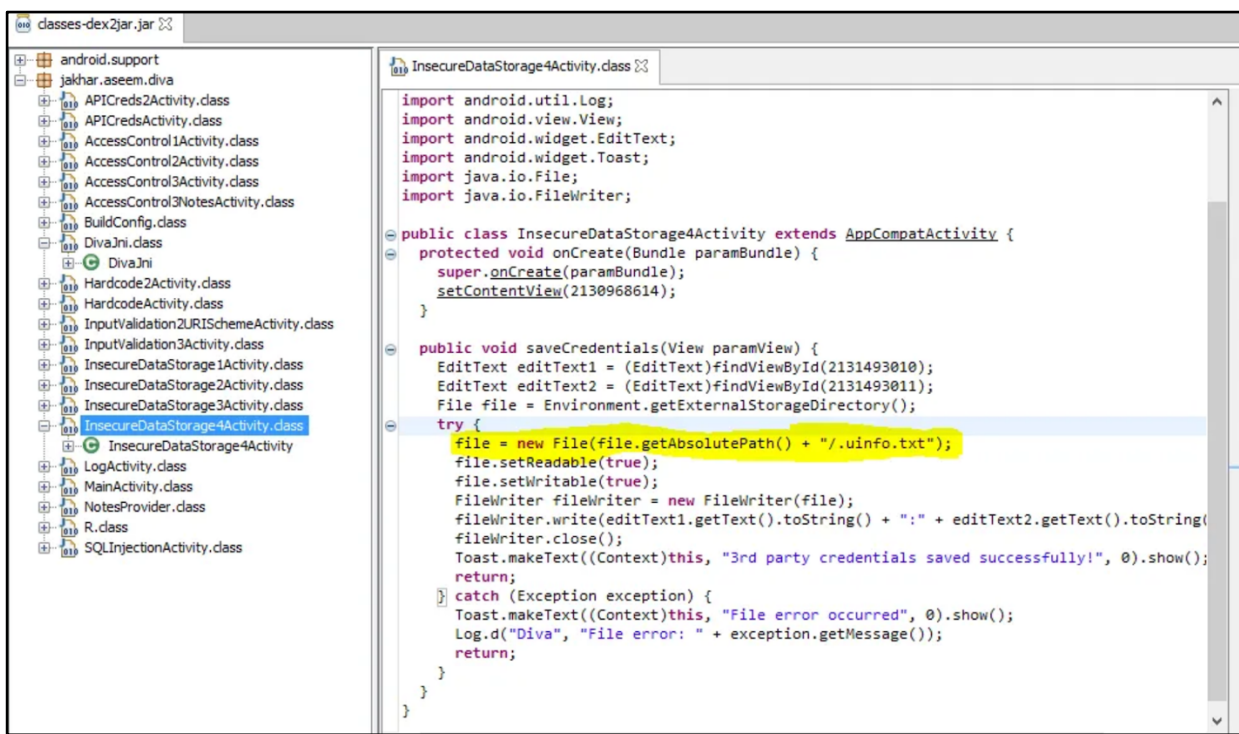 classes-dex2jar.jar
android.support
jakhar.aseem.diva
APICreds2Activity.class
APICredsActivity.class
AccessControl1Activity.class
AccessControl2Activity.class
AccessControl3Activity.class
AccessControl3NotesActivity.class
BuildConfig.class
DivaJni.class
DivaJni
Hardcode2Activity.class
HardcodeActivity.class
InputValidation2URISchemeActivity.class
InputValidation3Activity.class
InsecureDataStorage1Activity.class
InsecureDataStorage2Activity.class
InsecureDataStorage3Activity.class
InsecureDataStorage4Activity.class
InsecureDataStorage4Activity
LogActivity.class
MainActivity.class
NotesProvider.class
R.class
SQLInjectionActivity.class
InsecureDataStorage4Activity.class
import android.util.Log;
import android.view.View;
import android.widget.EditText;
import android.widget.Toast;
import java.io.File;
import java.io.FileWriter;
public class InsecureDataStorage4Activity extends AppCompatActivity {
protected void onCreate(Bundle paramBundle) {
super.onCreate(paramBundle);
setContentView(2130968614);
}
public void saveCredentials(View paramView) {
EditText editText1 = (EditText)findViewById(2131493010);
EditText editText2 = (EditText)findViewById(2131493011);
File file = Environment.getExternalStorageDirectory();
try {
file = new File(file.getAbsolutePath() + "/.uinfo.txt");
file.setReadable(true);
file.setWritable(true);
FileWriter fileWriter = new FileWriter(file);
fileWriter.write(editText1.getText().toString() + ":" + editText2.getText().toString(
fileWriter.close();
Toast.makeText((Context)this, "3rd party credentials saved successfully!", 0).show();
return;
} catch (Exception exception) {
Toast.makeText((Context)this, "File error occurred", 0).show();
Log.d("Diva", "File error: " + exception.getMessage());
return;
}
}
}